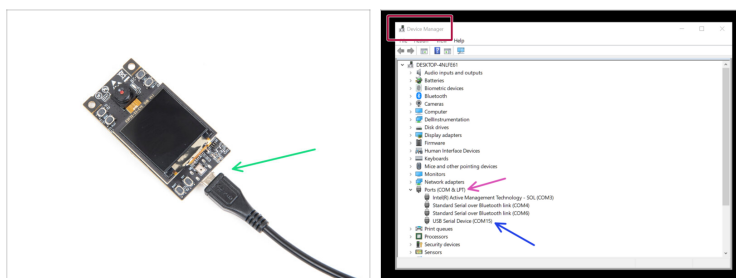 Device Manager
Help
DESKTOP-4NLFE61
Audio inputs and outputs
Batteries
Biometric devices
Bluetooth
Cameras
Computer
DellInstrumentation
Disk drives
Display adapters
Firmware
Human Interface Devices
Keyboards
Mice and other pointing devices
Monitors
Network adapters
Ports (COM & LPT)
Intel(R) Active Management Technology - SOL (COM3)
Standard Serial over Bluetooth link (COM4)
Standard Serial over Bluetooth link (COM6)
USB Serial Device (COM15)
Print queues
Processors
Security devices
Sensors